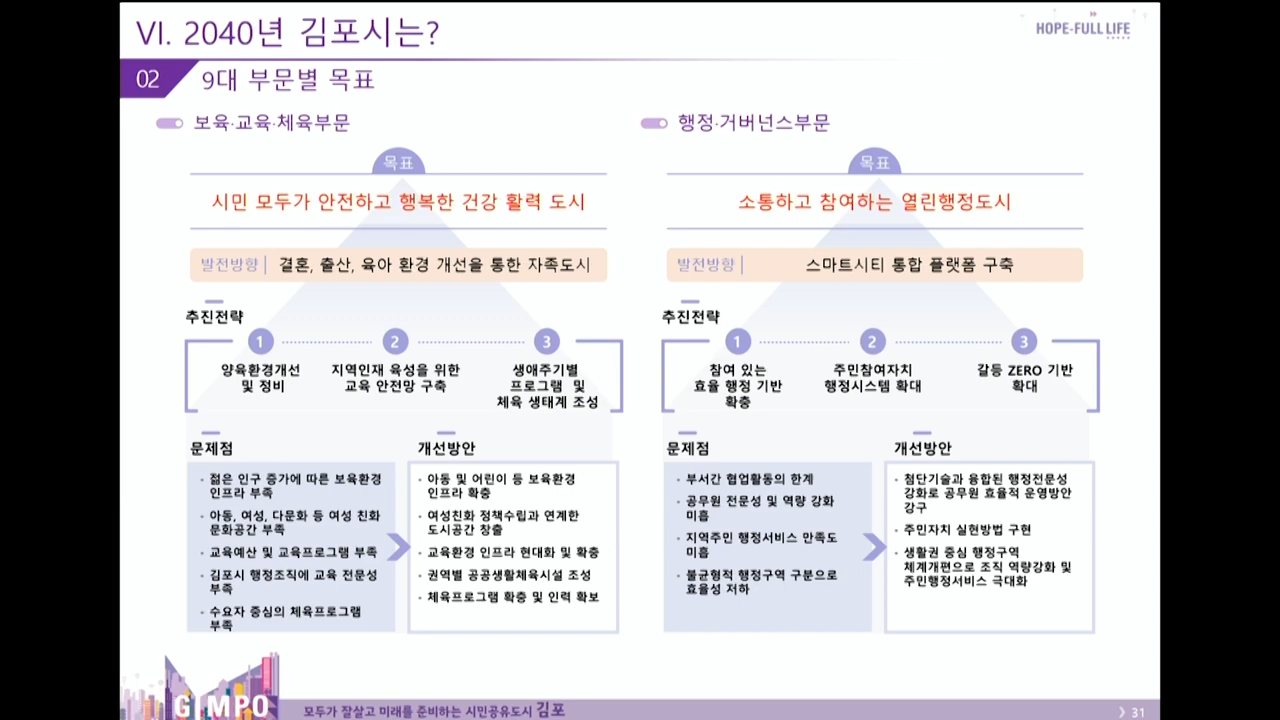 VI. 2040년 김포시는?
HOPE-FULL LIFE
02
9대 부문별 목표
보육·교육·체육부문
목표
시민 모두가 안전하고 행복한 건강 활력 도시
발전방향 | 결혼, 출산, 육아 환경 개선을 통한 자족도시
추진전략
1
양육환경개선
및 정비
2
지역인재 육성을 위한
교육 안전망 구축
3
생애주기별
프로그램 및
체육 생태계 조성
문제점
- 젊은 인구 증가에 따른 보육환경
인프라 부족
- 아동, 여성, 다문화 등 여성 친화
문화공간 부족
- 교육예산 및 교육프로그램 부족
- 김포시 행정조직에 교육 전문성
부족
- 수요자 중심의 체육프로그램
부족
개선방안
- 아동 및 어린이 등 보육환경
인프라 확충
- 여성친화 정책수립과 연계한
도시공간 창출
- 교육환경 인프라 현대화 및 확충
- 권역별 공공생활체육시설 조성
- 체육프로그램 확충 및 인력 확보
행정·거버넌스부문
목표
소통하고 참여하는 열린행정도시
발전방향 | 스마트시티 통합 플랫폼 구축
추진전략
1
참여 있는
효율 행정 기반
확충
2
주민참여자치
행정시스템 확대
3
갈등 ZERO 기반
확대
문제점
- 부서간 협업활동의 한계
- 공무원 전문성 및 역량 강화
미흡
- 지역주민 행정서비스 만족도
미흡
- 불균형적 행정구역 구분으로
효율성 저하
개선방안
- 첨단기술과 융합된 행정전문성
강화로 공무원 효율적 운영방안
강구
- 주민자치 실현방법 구현
- 생활권 중심 행정구역
체계개편으로 조직 역량강화 및
주민행정서비스 극대화
GIMPO
모두가 잘살고 미래를 준비하는 시민공유도시 김포
》31